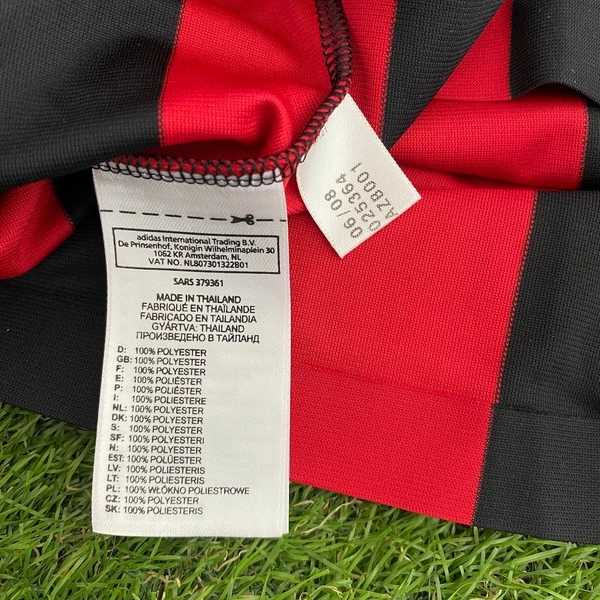 adidas International Trading B.V.
De Prinsenhof, Konigin Wilhelminaplein 30
1062 KR Amsterdam, NL
VAT NO. NL807301322B01
SARS 379361
MADE IN THAILAND
FABRIQUÉ EN THAÏLANDE
FABRICADO EN TAILANDIA
GYÁRTVA: THAILAND
ПРОИЗВЕДЕНО В ТАЙЛАНД
D: 100% POLYESTER
GB: 100% POLYESTER
F: 100% POLYESTER
E: 100% POLIÉSTER
P: 100% POLIÉSTER
I: 100% POLIESTERE
NL: 100% POLYESTER
DK: 100% POLYESTER
S: 100% POLYESTER
SF: 100% POLYESTERI
N: 100% POLYESTER
EST: 100% POLÜESTER
LV: 100% POLIESTERIS
LT: 100% POLIESTERIS
PL: 100% WŁÓKNO POLIESTROWE
CZ: 100% POLYESTER
SK: 100% POLIESTERIS
06/08
025364
AZB001